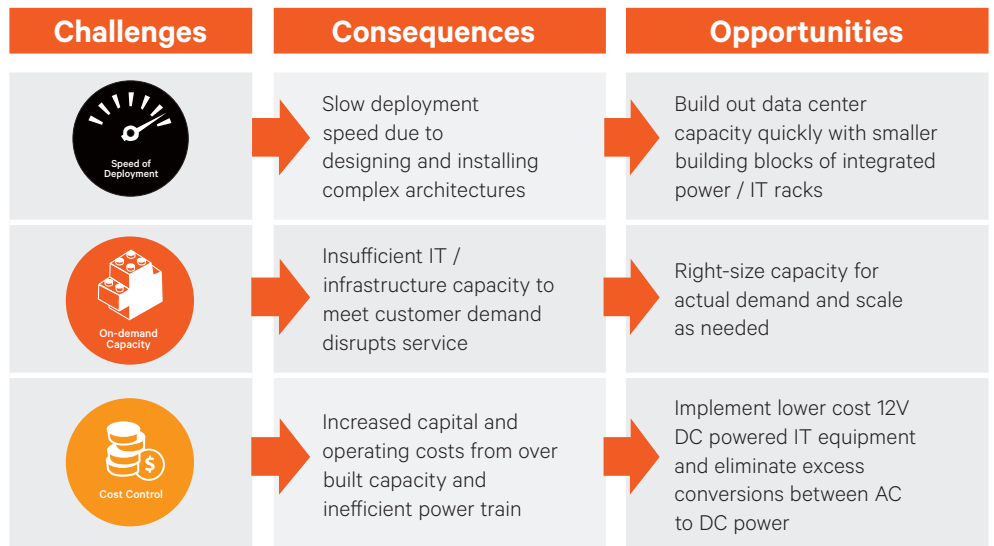 Challenges
Consequences
Opportunities
Speed of
Deployment
Slow deployment
speed due to
designing and installing
complex architectures
Build out data center
capacity quickly with smaller
building blocks of integrated
power / IT racks
On-demand
Capacity
Insufficient IT /
infrastructure capacity to
meet customer demand
disrupts service
Right-size capacity for
actual demand and scale
as needed
$
Cost Control
Increased capital and
operating costs from over
built capacity and
inefficient power train
Implement lower cost 12V
DC powered IT equipment
and eliminate excess
conversions between AC
to DC power